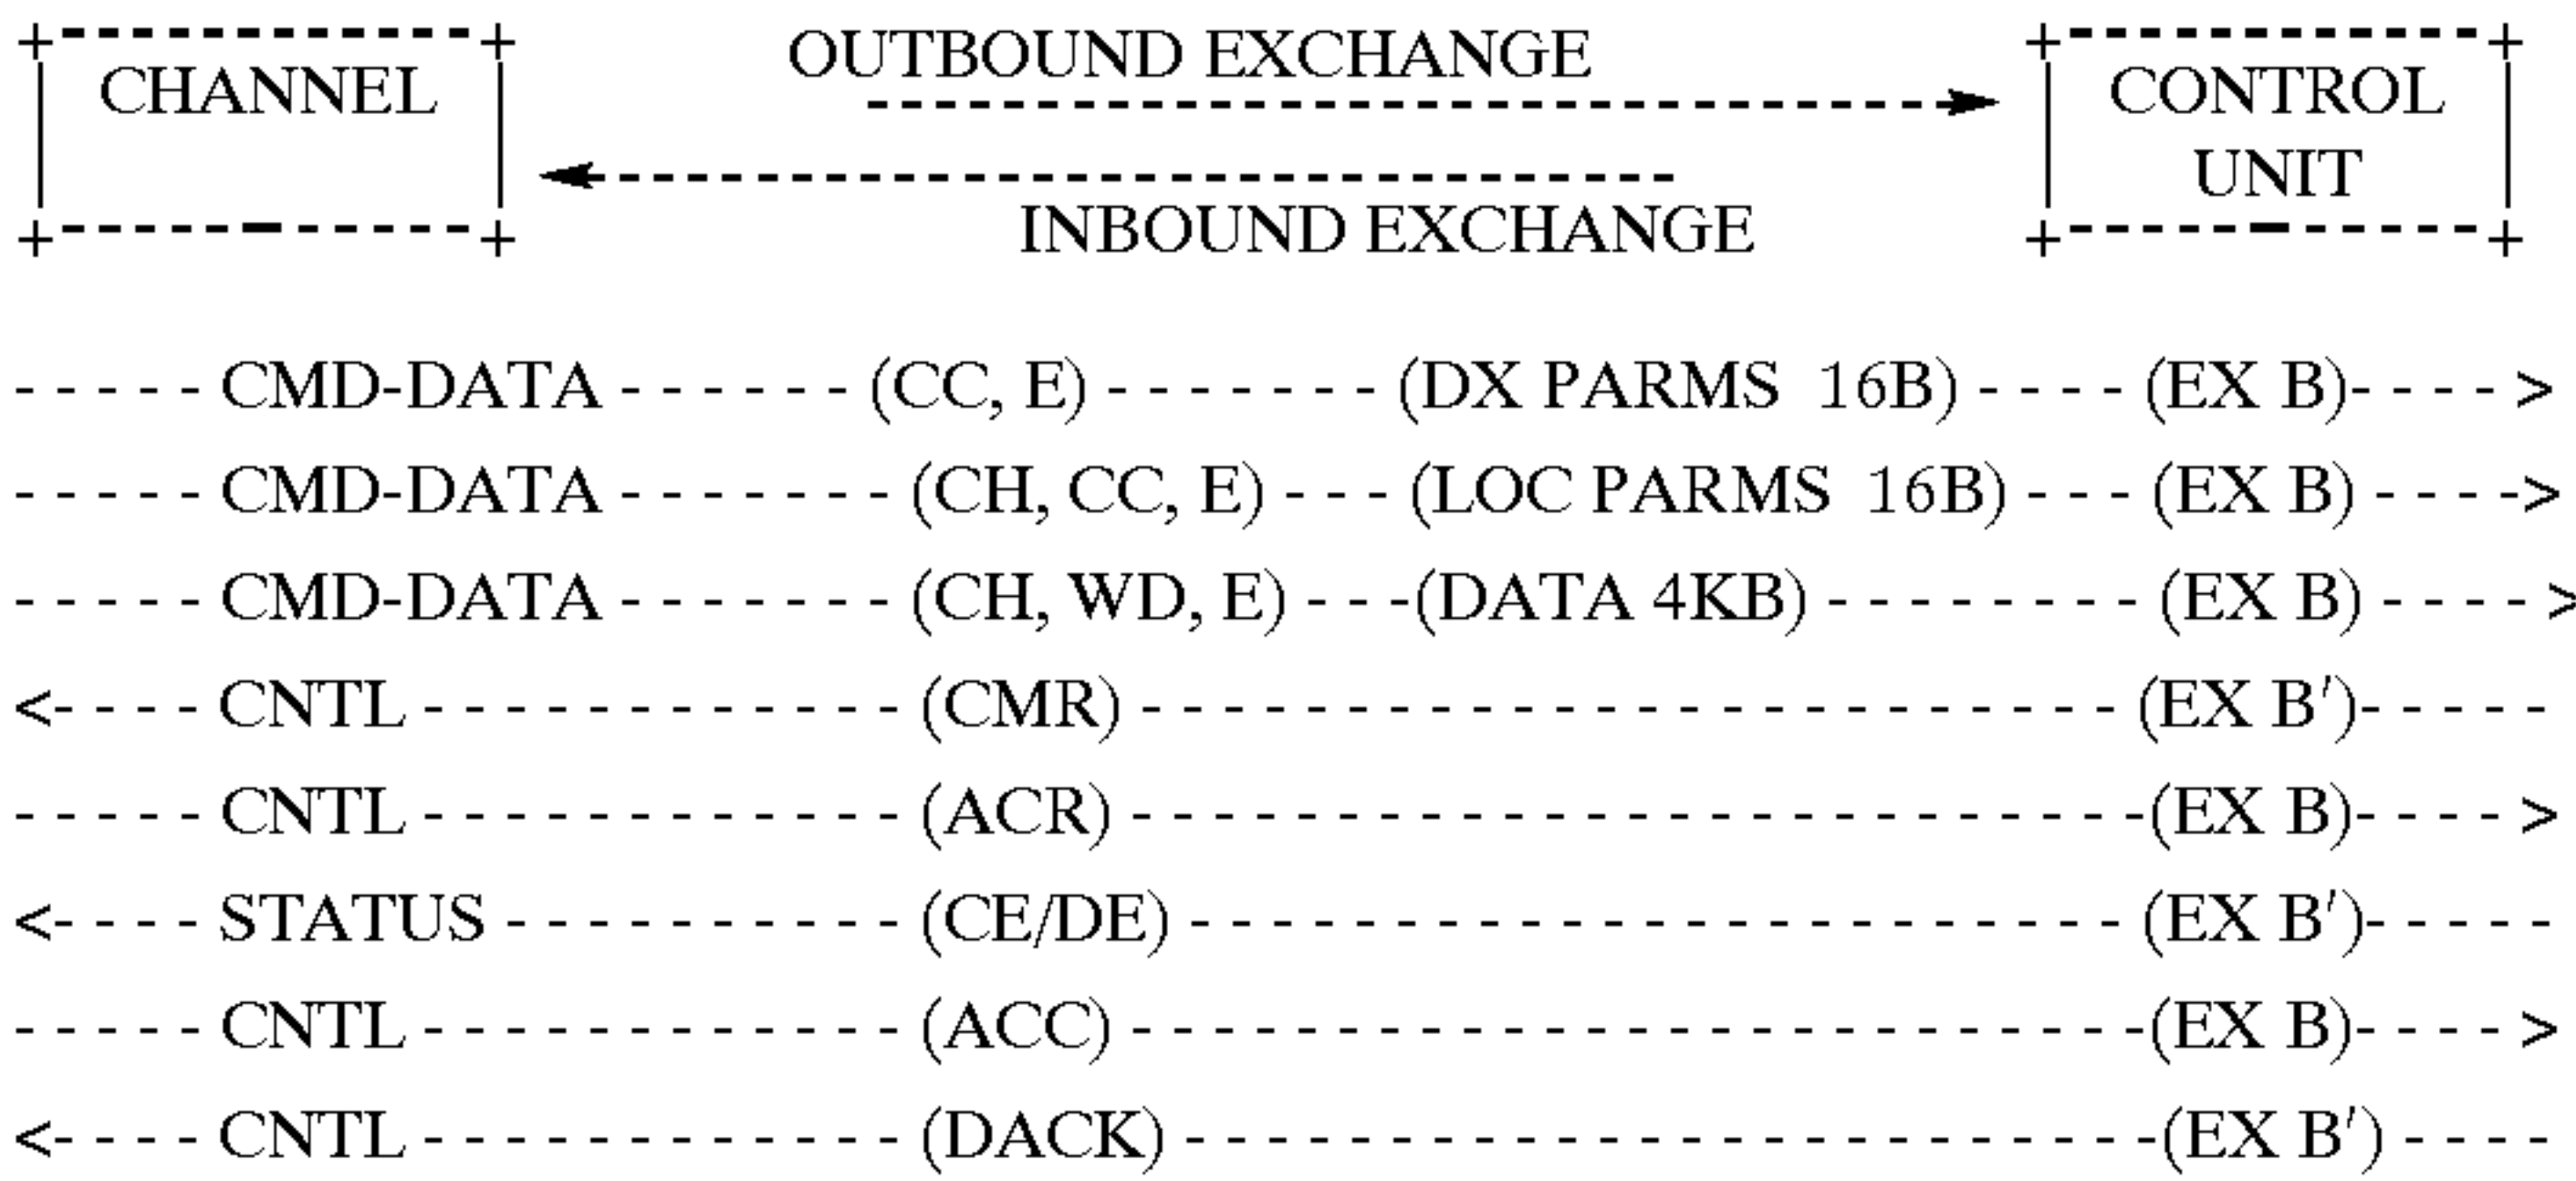 CHANNEL
OUTBOUND EXCHANGE
CONTROL
UNIT
INBOUND EXCHANGE
- - - - - CMD-DATA - - - - - - (CC, E) - - - - - - - (DX PARMS 16B) - - - - (EX B)- - - - >
- - - - - CMD-DATA - - - - - - - (CH, CC, E) - - - (LOC PARMS 16B) - - - (EX B) - - - ->
- - - - - CMD-DATA - - - - - - - (CH, WD, E) - - -(DATA 4KB) - - - - - - - - (EX B) - - - - >
<- - - - CNTL - - - - - - - - - - - - (CMR) - - - - - - - - - - - - - - - - - - - - - - - - (EX B′)- - - - -
- - - - - CNTL - - - - - - - - - - - - (ACR) - - - - - - - - - - - - - - - - - - - - - - - - -(EX B)- - - - >
<- - - - STATUS - - - - - - - - - - (CE/DE) - - - - - - - - - - - - - - - - - - - - - - - (EX B′)- - - - -
- - - - - CNTL - - - - - - - - - - - - (ACC) - - - - - - - - - - - - - - - - - - - - - - - - -(EX B)- - - - >
<- - - - CNTL - - - - - - - - - - - - (DACK) - - - - - - - - - - - - - - - - - - - - - - - -(EX B′) - - - -